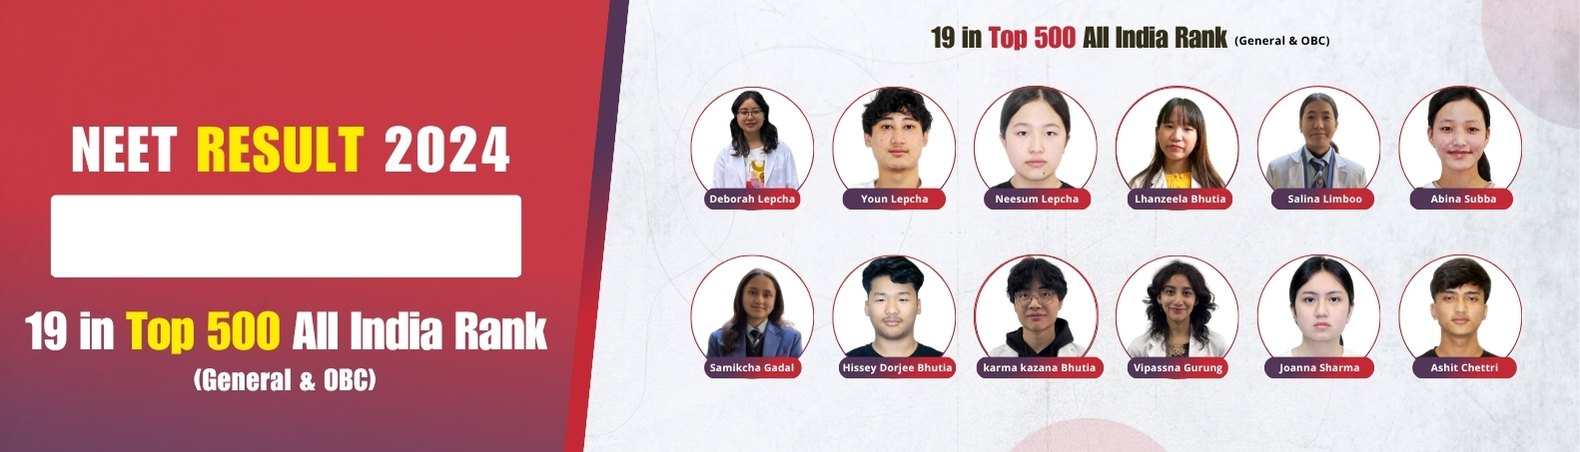 NEET RESULT 2024
19 in Top 500 All India Rank
(General & OBC)
19 in Top 500 All India Rank (General & OBC)
Deborah Lepcha
Youn Lepcha
Neesum Lepcha
Lhanzeela Bhutia
Salina Limboo
Abina Subba
Samikcha Gadal
Hissey Dorjee Bhutia
karma kazana Bhutia
Vipassna Gurung
Joanna Sharma
Ashit Chettri